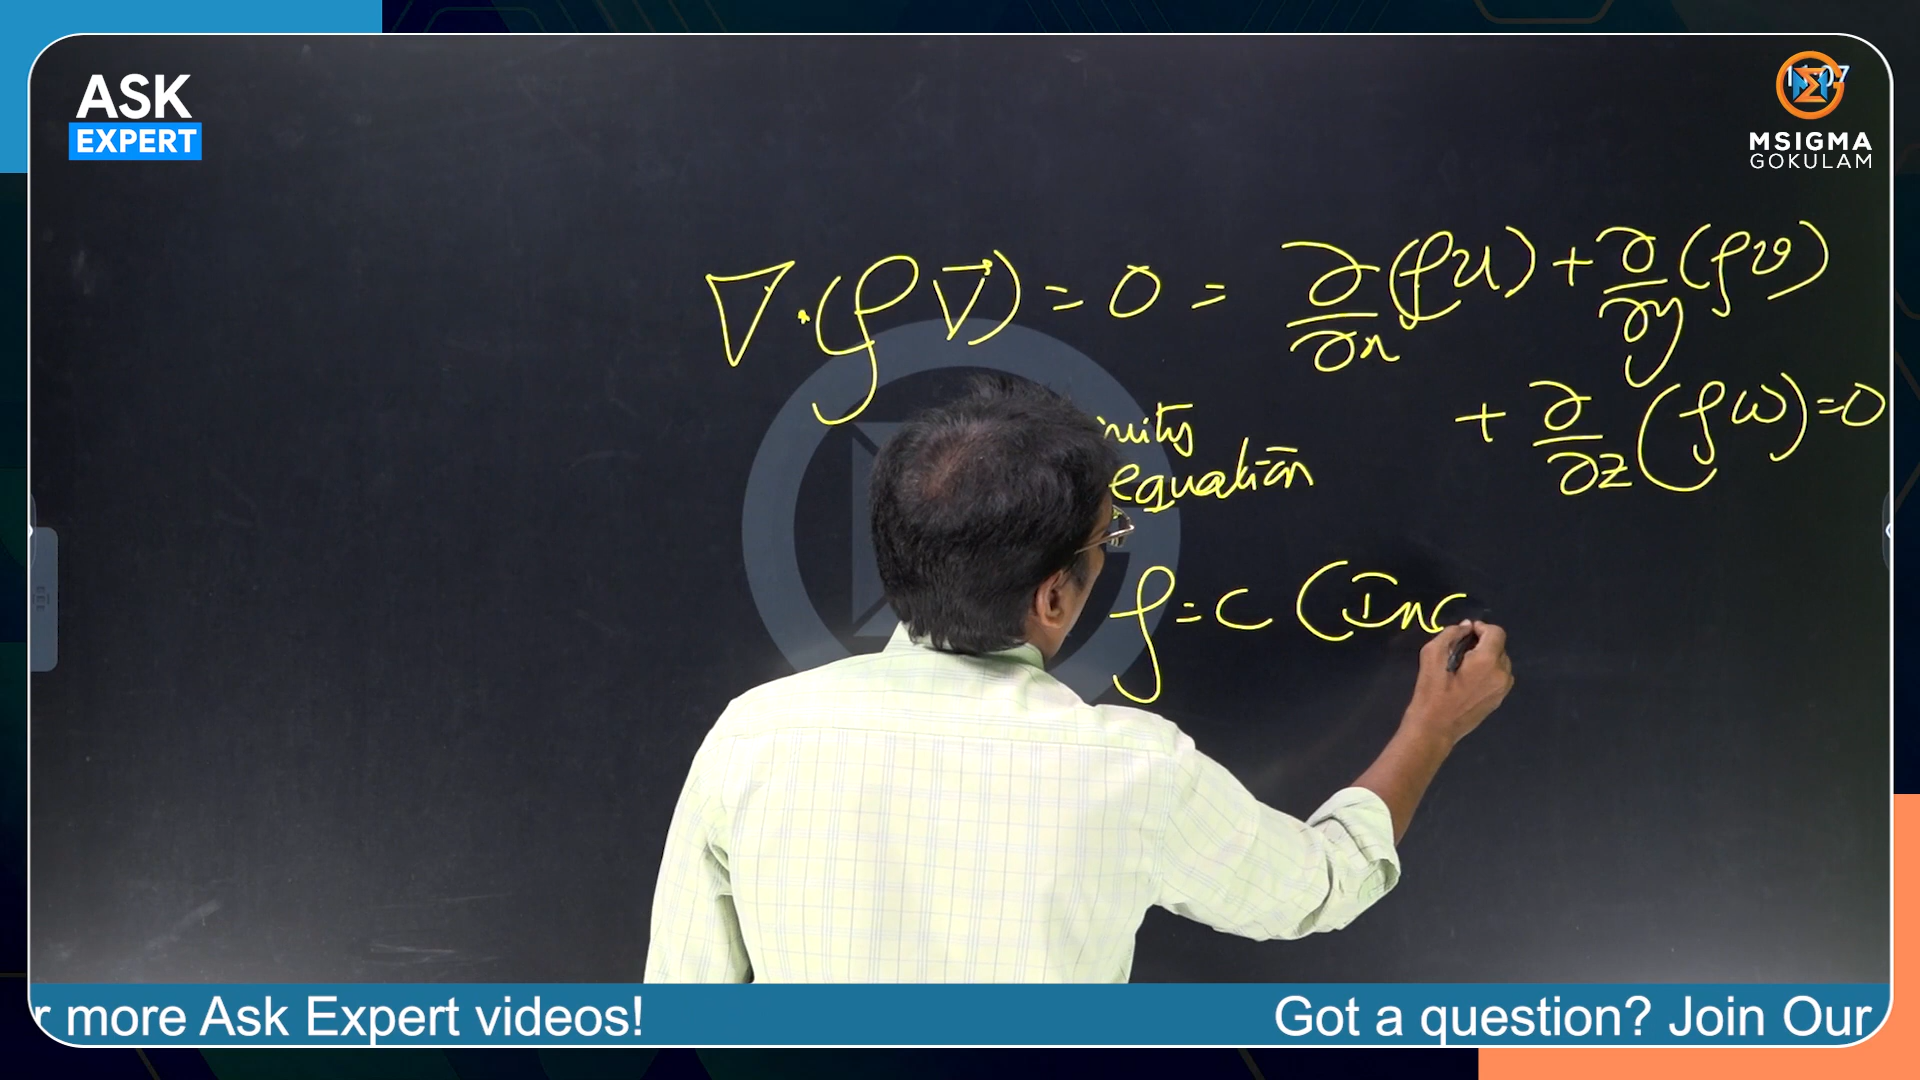 ASK
EXPERT
MSIGMA
GOKULAM
∇·(ρV⃗) = 0 = ∂/∂x (ρu) + ∂/∂y (ρv)
+ ∂/∂z (ρw) = 0
equation
ρ = c (Inc
r more Ask Expert videos!
Got a question? Join Our